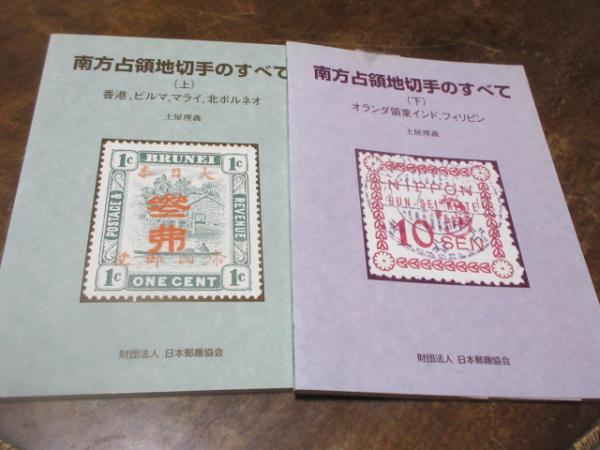 南方占領地切手のすべて
(上)
香港,ビルマ,マライ,北ボルネオ
土屋理義
1c BRUNEI 1c
POSTAGE &
REVENUE
参弗
1c ONE CENT 1c
財団法人 日本郵趣協会
南方占領地切手のすべて
(下)
オランダ領東インド,フィリピン
土屋理義
NIPPON
10 SEN
財団法人 日本郵趣協会